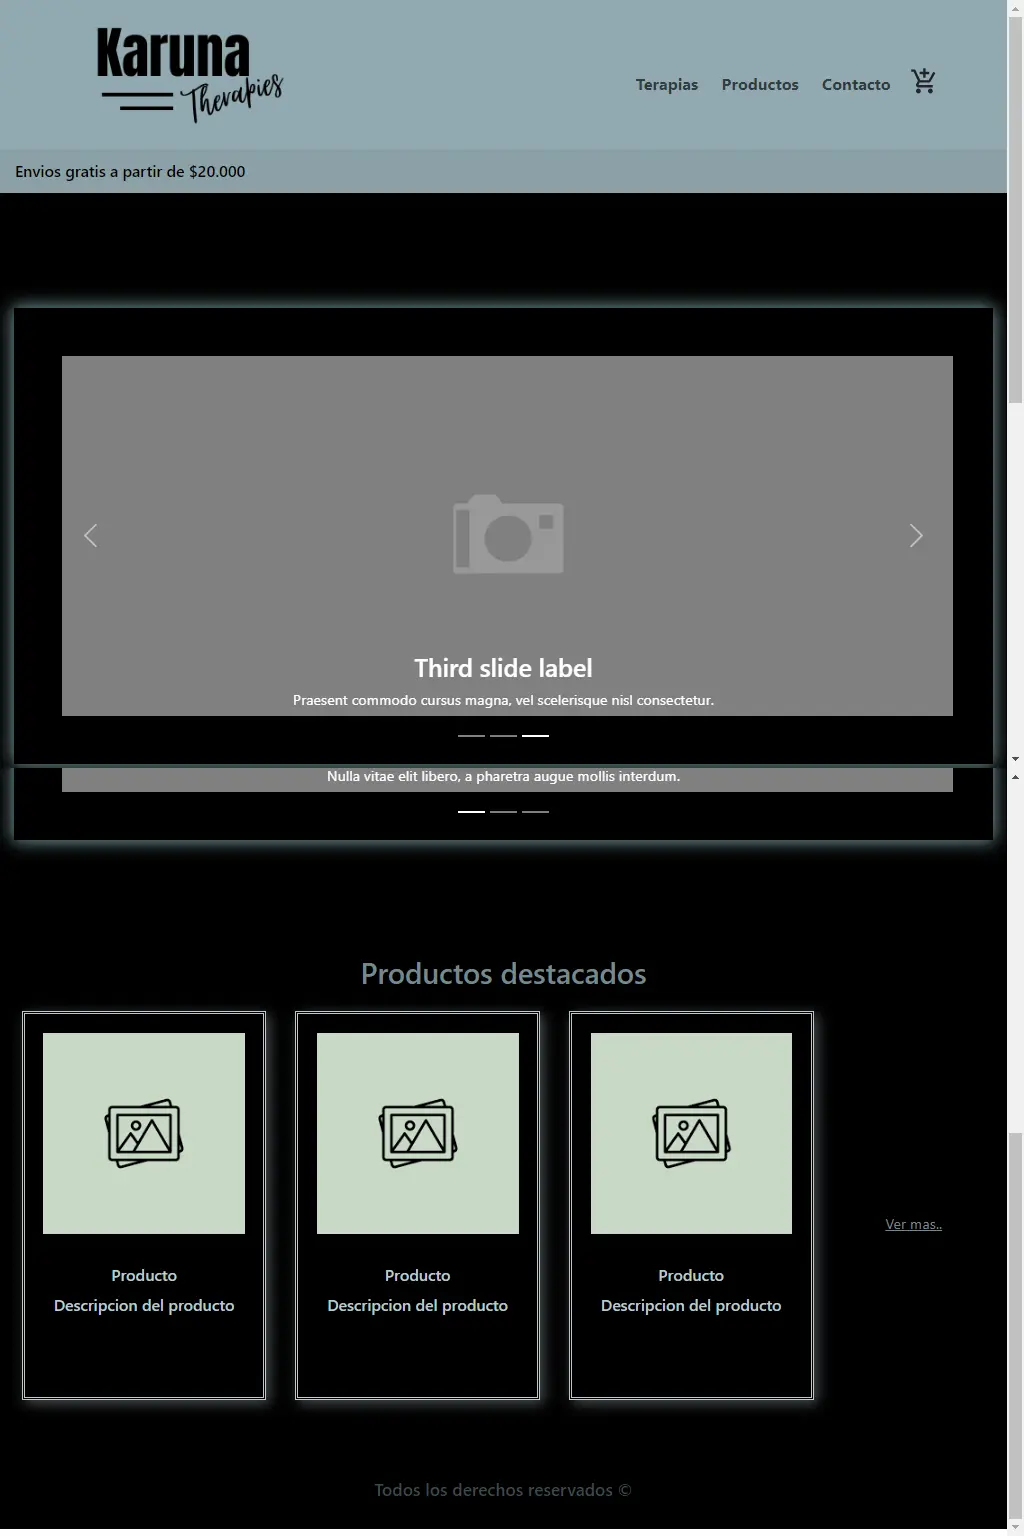 Karuna
Therapies
Terapias Productos Contacto
Envios gratis a partir de $20.000
Third slide label
Praesent commodo cursus magna, vel scelerisque nisl consectetur.
Nulla vitae elit libero, a pharetra augue mollis interdum.
Productos destacados
Producto
Descripcion del producto
Producto
Descripcion del producto
Producto
Descripcion del producto
Ver mas..
Todos los derechos reservados ©